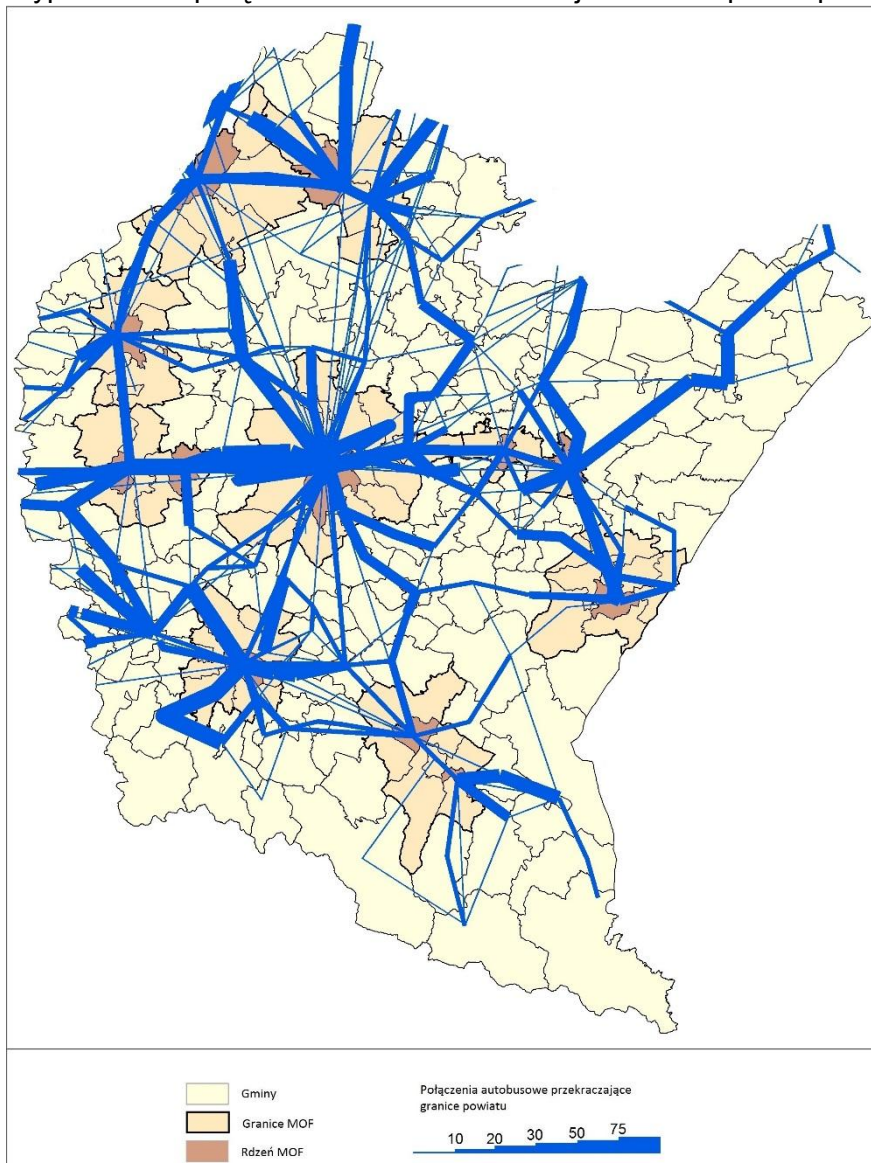 Gminy
Granice MOF
Rdzeń MOF
Połączenia autobusowe przekraczające
granice powiatu
10 20 30 50 75